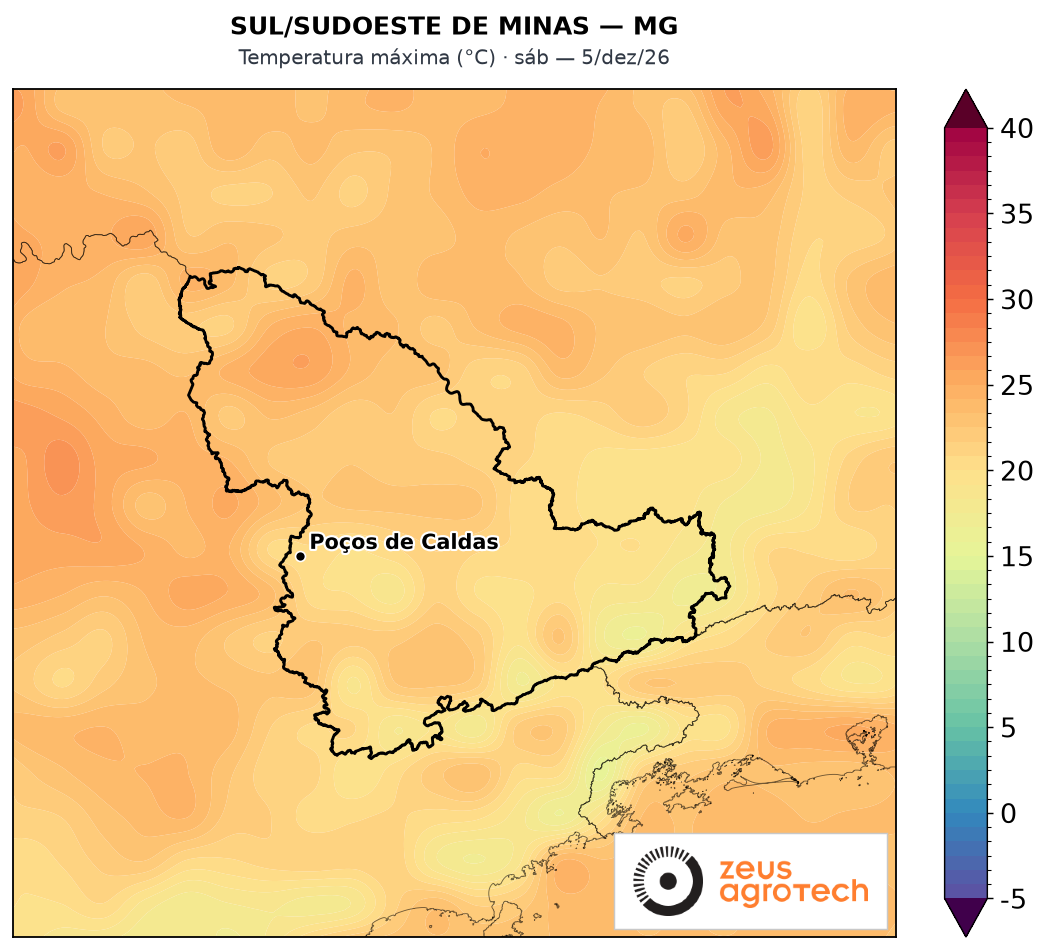 SUL/SUDOESTE DE MINAS — MG
Temperatura máxima (°C) · sáb — 5/dez/26
40
35
30
25
20
15
10
5
0
-5
Poços de Caldas
zeus
agrotech